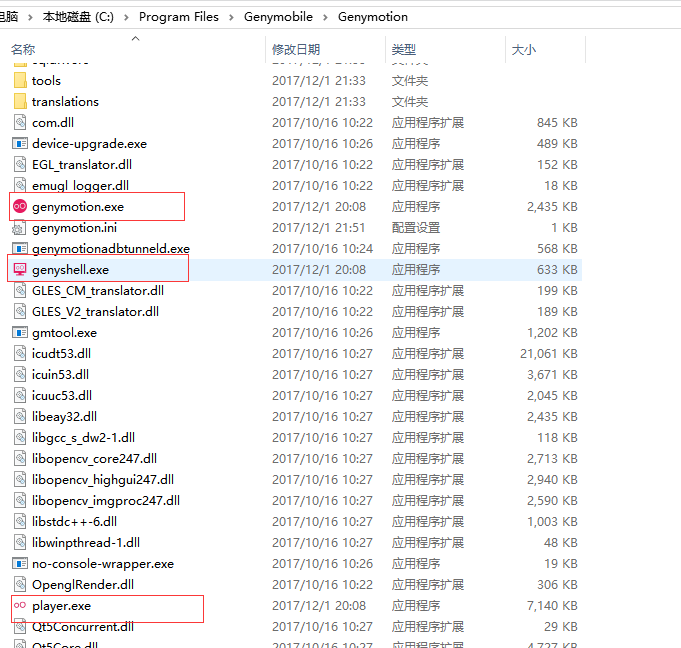 电脑 › 本地磁盘 (C:) › Program Files › Genymobile › Genymotion
名称 修改日期 类型 大小
tools 2017/12/1 21:33 文件夹
translations 2017/12/1 21:33 文件夹
com.dll 2017/10/16 10:22 应用程序扩展 845 KB
device-upgrade.exe 2017/10/16 10:26 应用程序 489 KB
EGL_translator.dll 2017/10/16 10:22 应用程序扩展 152 KB
emugl_logger.dll 2017/10/16 10:22 应用程序扩展 18 KB
genymotion.exe 2017/12/1 20:08 应用程序 2,435 KB
genymotion.ini 2017/12/1 21:51 配置设置 1 KB
genymotionadbtunneld.exe 2017/10/16 10:24 应用程序 568 KB
genyshell.exe 2017/12/1 20:08 应用程序 633 KB
GLES_CM_translator.dll 2017/10/16 10:22 应用程序扩展 199 KB
GLES_V2_translator.dll 2017/10/16 10:22 应用程序扩展 189 KB
gmtool.exe 2017/10/16 10:26 应用程序 1,202 KB
icudt53.dll 2017/10/16 10:27 应用程序扩展 21,061 KB
icuin53.dll 2017/10/16 10:27 应用程序扩展 3,671 KB
icuuc53.dll 2017/10/16 10:27 应用程序扩展 2,045 KB
libeay32.dll 2017/10/16 10:27 应用程序扩展 2,435 KB
libgcc_s_dw2-1.dll 2017/10/16 10:27 应用程序扩展 118 KB
libopencv_core247.dll 2017/10/16 10:27 应用程序扩展 2,713 KB
libopencv_highgui247.dll 2017/10/16 10:27 应用程序扩展 2,940 KB
libopencv_imgproc247.dll 2017/10/16 10:27 应用程序扩展 2,590 KB
libstdc++-6.dll 2017/10/16 10:27 应用程序扩展 1,003 KB
libwinpthread-1.dll 2017/10/16 10:27 应用程序扩展 48 KB
no-console-wrapper.exe 2017/10/16 10:26 应用程序 19 KB
OpenglRender.dll 2017/10/16 10:22 应用程序扩展 306 KB
player.exe 2017/12/1 20:08 应用程序 7,140 KB
Qt5Concurrent.dll 2017/10/16 10:27 应用程序扩展 29 KB
Qt5Core.dll 2017/10/16 10:27 应用程序扩展 4,727 KB